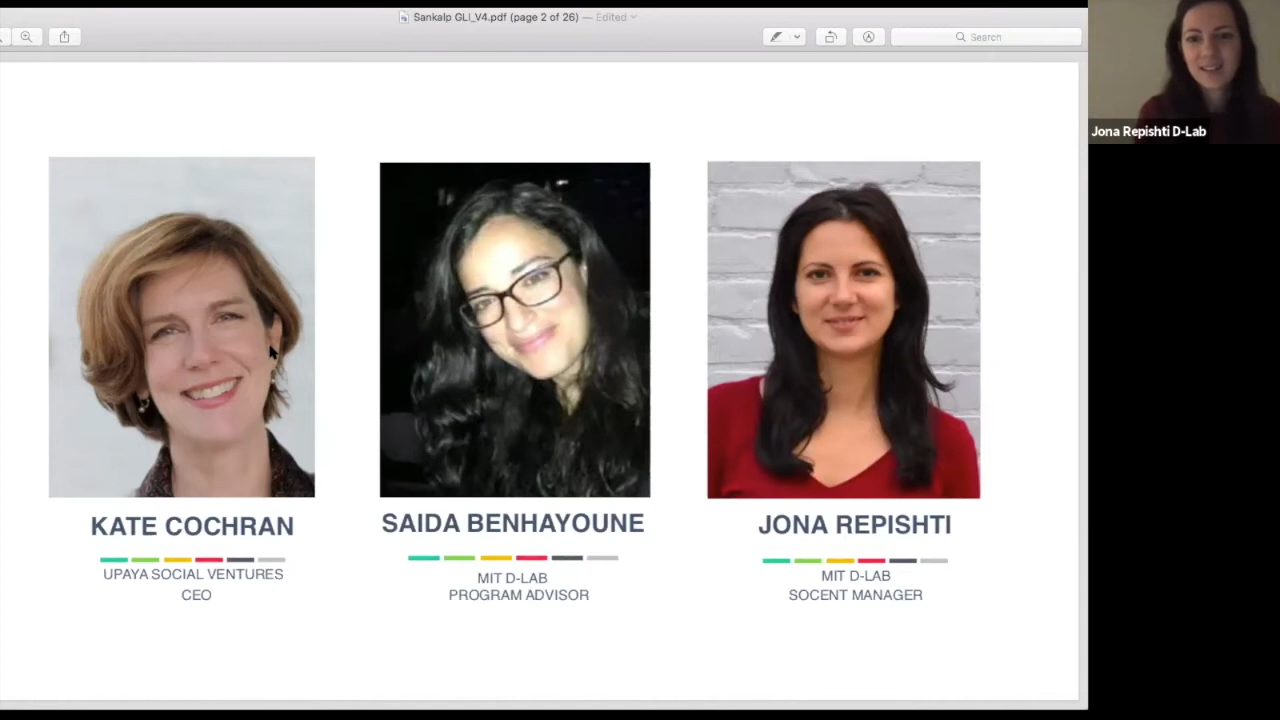 Sankalp GLI_V4.pdf (page 2 of 26) — Edited
Search
Jona Repishti D-Lab
KATE COCHRAN
UPAYA SOCIAL VENTURES
CEO
SAIDA BENHAYOUNE
MIT D-LAB
PROGRAM ADVISOR
JONA REPISHTI
MIT D-LAB
SOCENT MANAGER